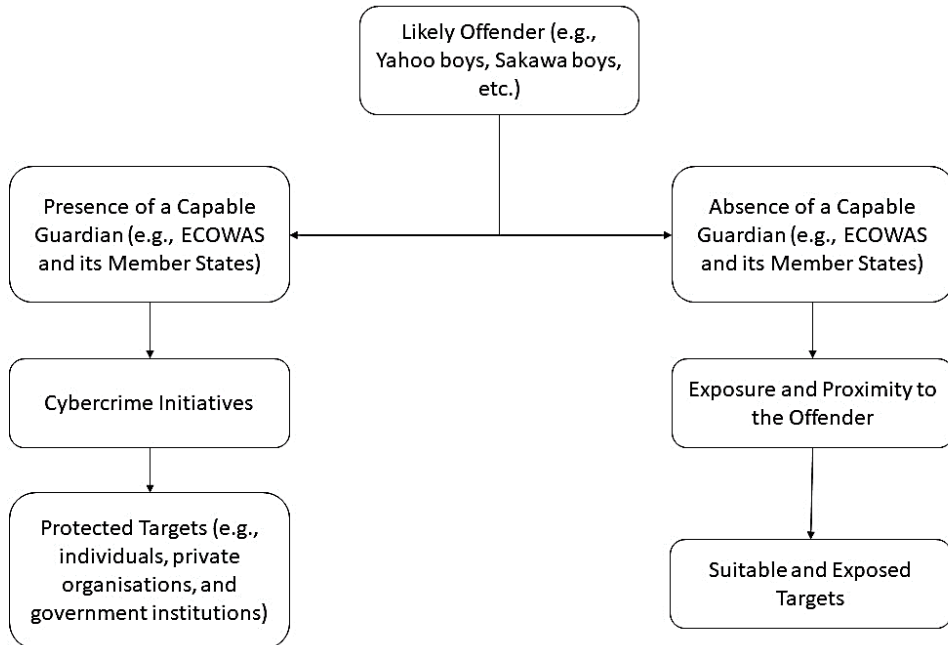 Likely Offender (e.g.,
Yahoo boys, Sakawa boys,
etc.)
Presence of a Capable
Guardian (e.g., ECOWAS
and its Member States)
Absence of a Capable
Guardian (e.g., ECOWAS
and its Member States)
Cybercrime Initiatives
Exposure and Proximity to
the Offender
Protected Targets (e.g.,
individuals, private
organisations, and
government institutions)
Suitable and Exposed
Targets